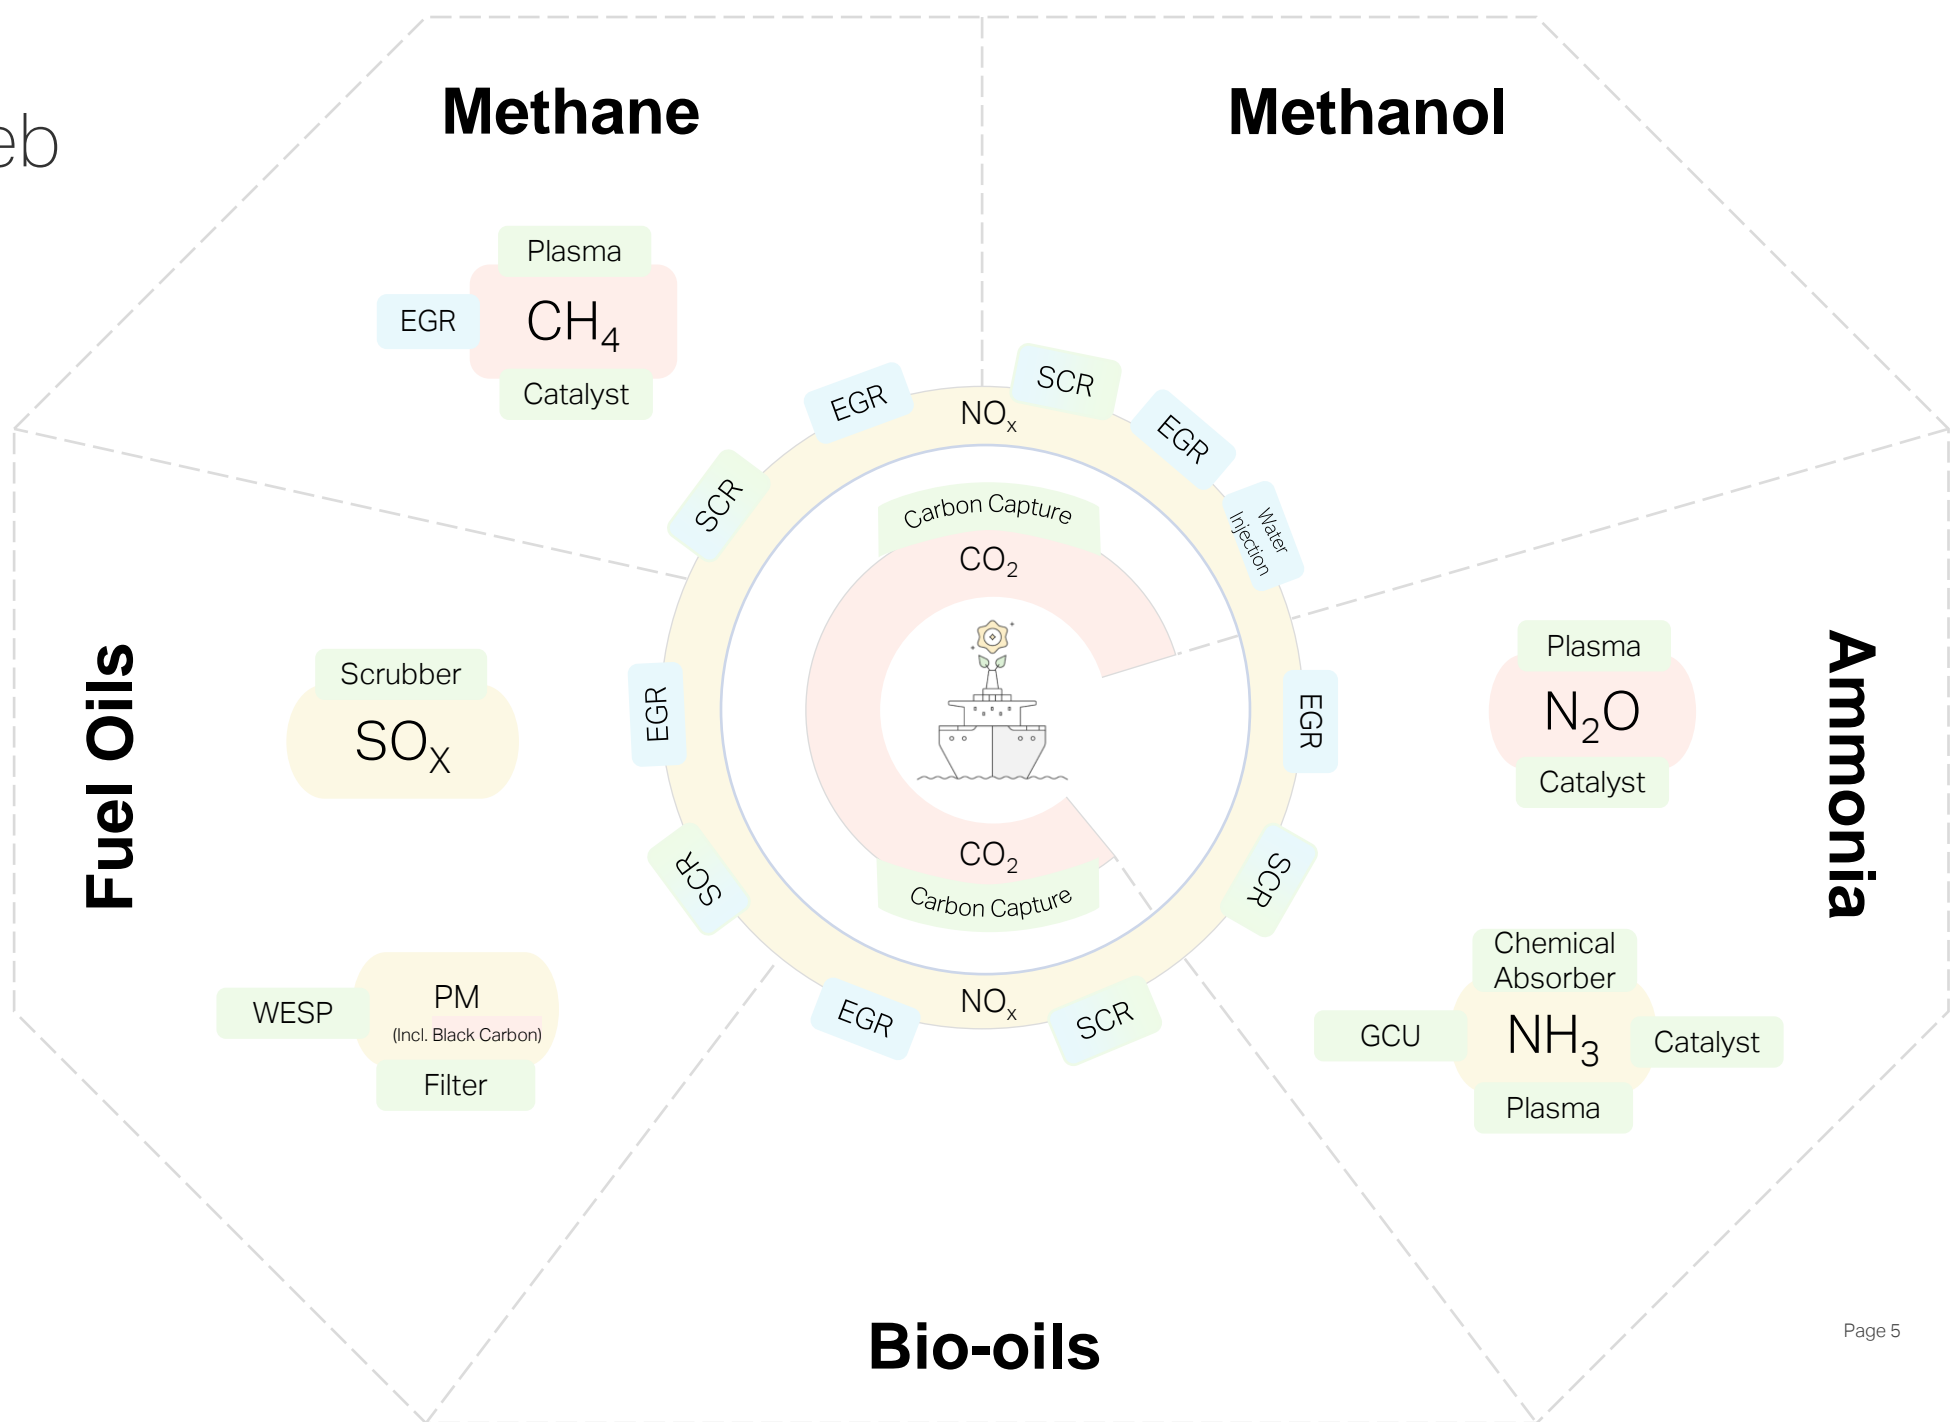 eb
Methane
Methanol
Plasma
EGR
CH₄
Catalyst
EGR
SCR
NOₓ
SCR
EGR
Water
Injection
Carbon Capture
CO₂
Fuel Oils
Scrubber
SOX
EGR
SCR
WESP
PM
(Incl. Black Carbon)
Filter
EGR
Plasma
N₂O
Catalyst
Ammonia
SCR
CO₂
Carbon Capture
EGR
NOₓ
SCR
Chemical
Absorber
GCU
NH₃
Catalyst
Plasma
Bio-oils
Page 5